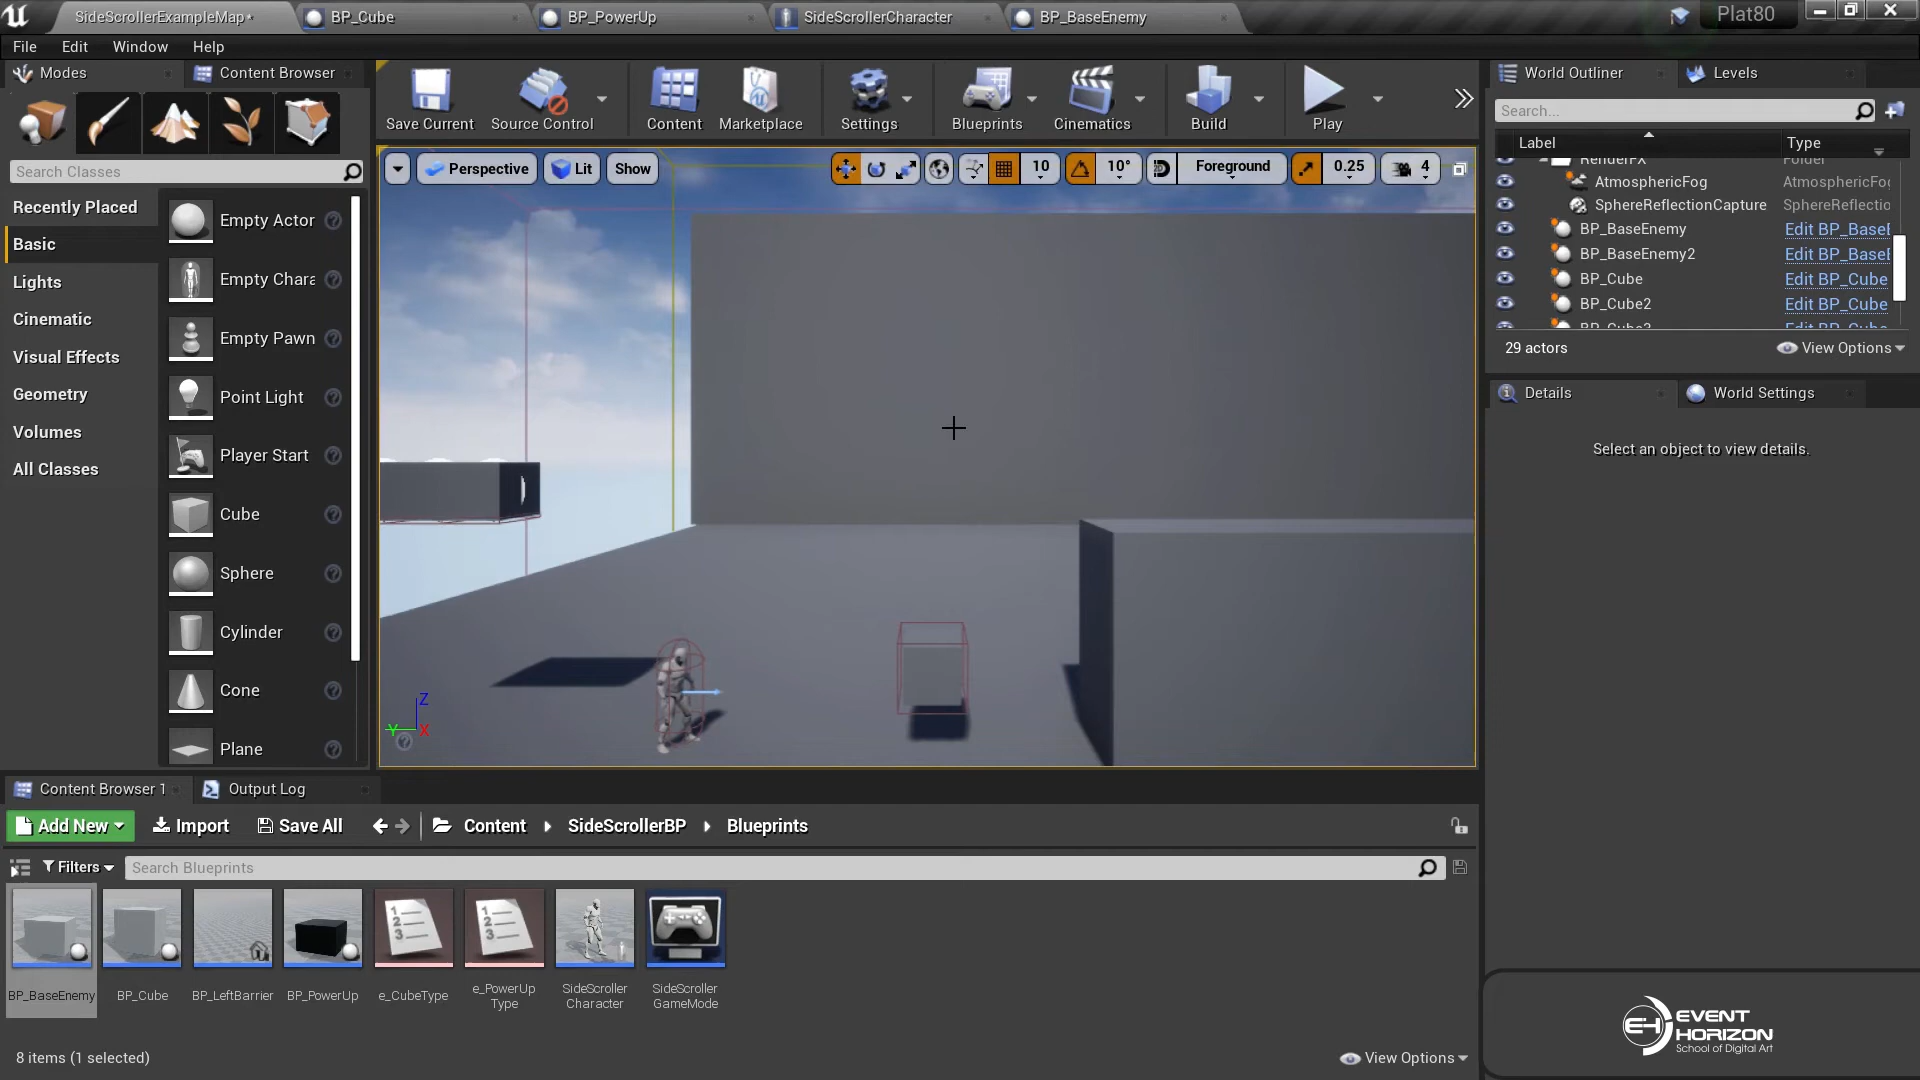 SideScrollerExampleMap*
BP_Cube
BP_PowerUp
SideScrollerCharacter
BP_BaseEnemy
Plat80
File
Edit
Window
Help
Modes
Content Browser
Save Current
Source Control
Content
Marketplace
Settings
Blueprints
Cinematics
Build
Play
World Outliner
Levels
Search...
Label
Type
RenderFX
Folder
AtmosphericFog
AtmosphericFog
SphereReflectionCapture
SphereReflectio
BP_BaseEnemy
Edit BP_BaseE
BP_BaseEnemy2
Edit BP_BaseE
BP_Cube
Edit BP_Cube
BP_Cube2
Edit BP_Cube
BP_Cube3
Edit BP_Cube
29 actors
View Options
Details
World Settings
Select an object to view details.
Search Classes
Recently Placed
Basic
Lights
Cinematic
Visual Effects
Geometry
Volumes
All Classes
Empty Actor
Empty Chara
Empty Pawn
Point Light
Player Start
Cube
Sphere
Cylinder
Cone
Plane
Perspective
Lit
Show
10
10°
Foreground
0.25
4
Z
Y
X
Content Browser 1
Output Log
Add New
Import
Save All
Content
SideScrollerBP
Blueprints
Filters
Search Blueprints
BP_BaseEnemy
BP_Cube
BP_LeftBarrier
BP_PowerUp
e_CubeType
e_PowerUp
Type
SideScroller
Character
SideScroller
GameMode
8 items (1 selected)
View Options
EH
EVENT
HORIZON
School of Digital Art